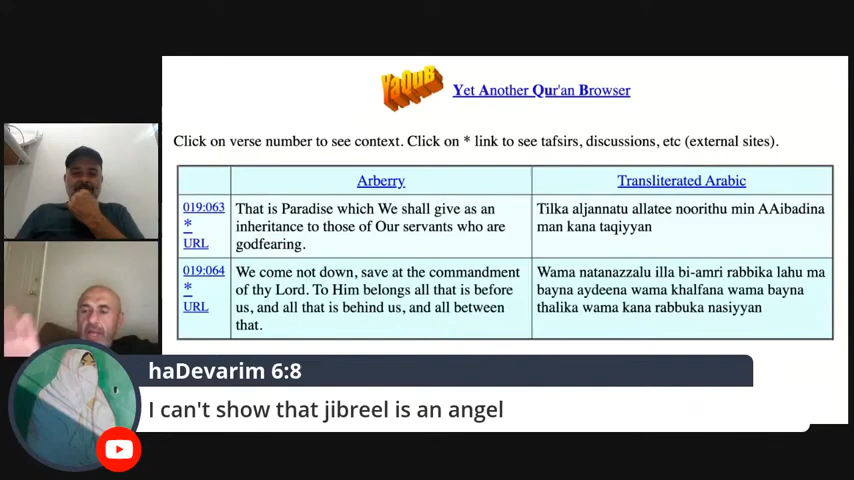 YaQuB
Yet Another Qur'an Browser
Click on verse number to see context. Click on * link to see tafsirs, discussions, etc (external sites).
Arberry
Transliterated Arabic
019:063
*
URL
That is Paradise which We shall give as an
inheritance to those of Our servants who are
godfearing.
Tilka aljannatu allatee noorithu min AAibadina
man kana taqiyyan
019:064
*
URL
We come not down, save at the commandment
of thy Lord. To Him belongs all that is before
us, and all that is behind us, and all between
that.
Wama natanazzalu illa bi-amri rabbika lahu ma
bayna aydeena wama khalfana wama bayna
thalika wama kana rabbuka nasiyyan
haDevarim 6:8
I can't show that jibreel is an angel